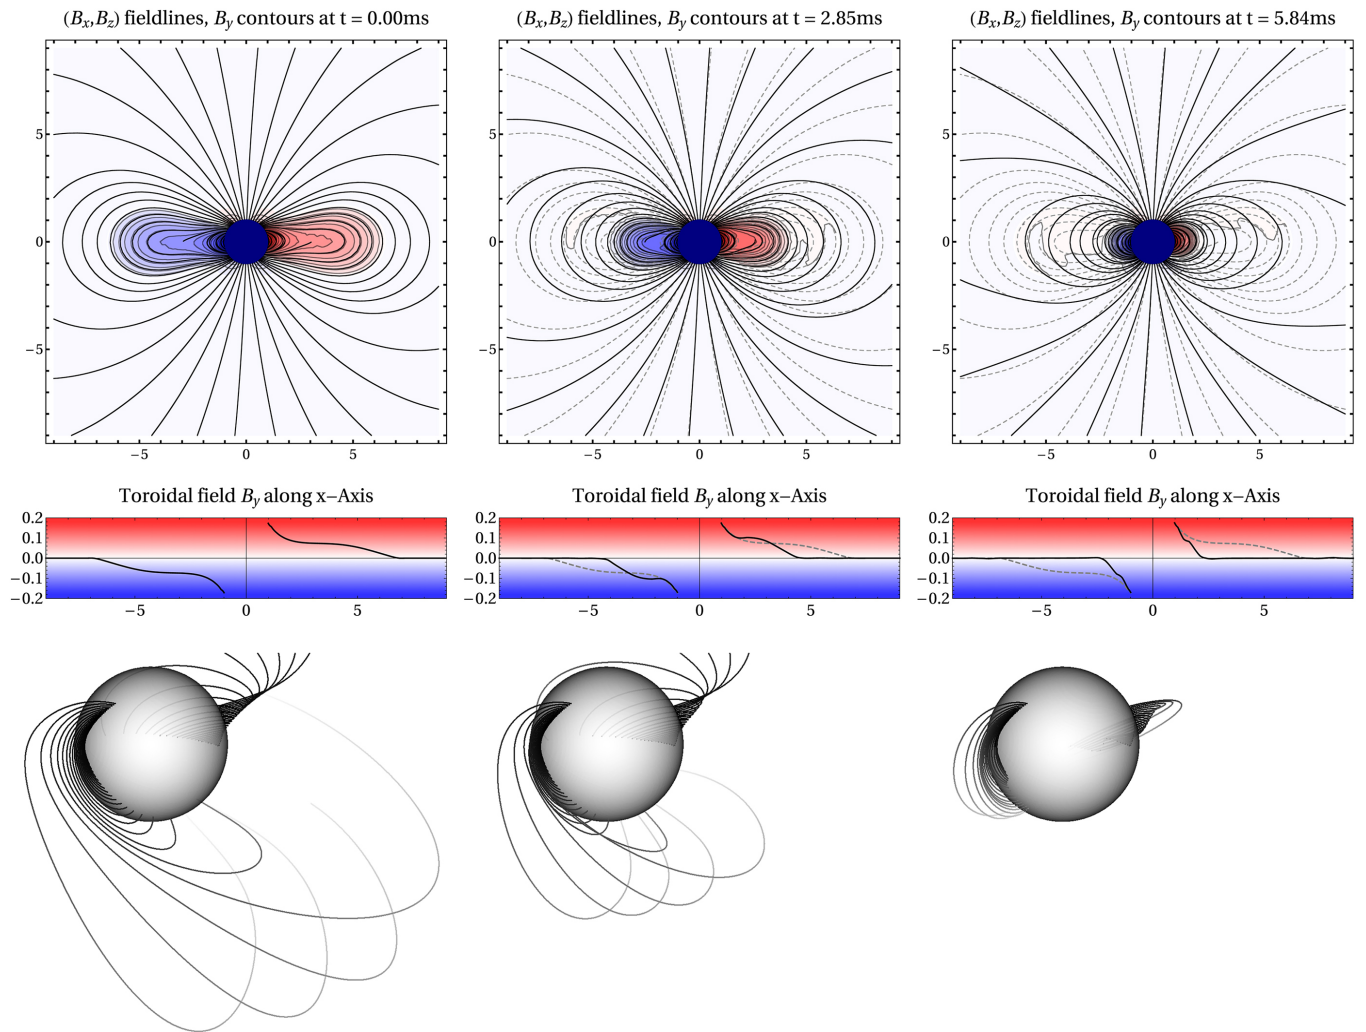 (Bx,Bz) fieldlines, By contours at t = 0.00ms
(Bx,Bz) fieldlines, By contours at t = 2.85ms
(Bx,Bz) fieldlines, By contours at t = 5.84ms
5
0
−5
−5 0 5
5
0
−5
−5 0 5
5
0
−5
−5 0 5
Toroidal field By along x−Axis
Toroidal field By along x−Axis
Toroidal field By along x−Axis
0.2
0.1
0.0
−0.1
−0.2
−5 0 5
0.2
0.1
0.0
−0.1
−0.2
−5 0 5
0.2
0.1
0.0
−0.1
−0.2
−5 0 5